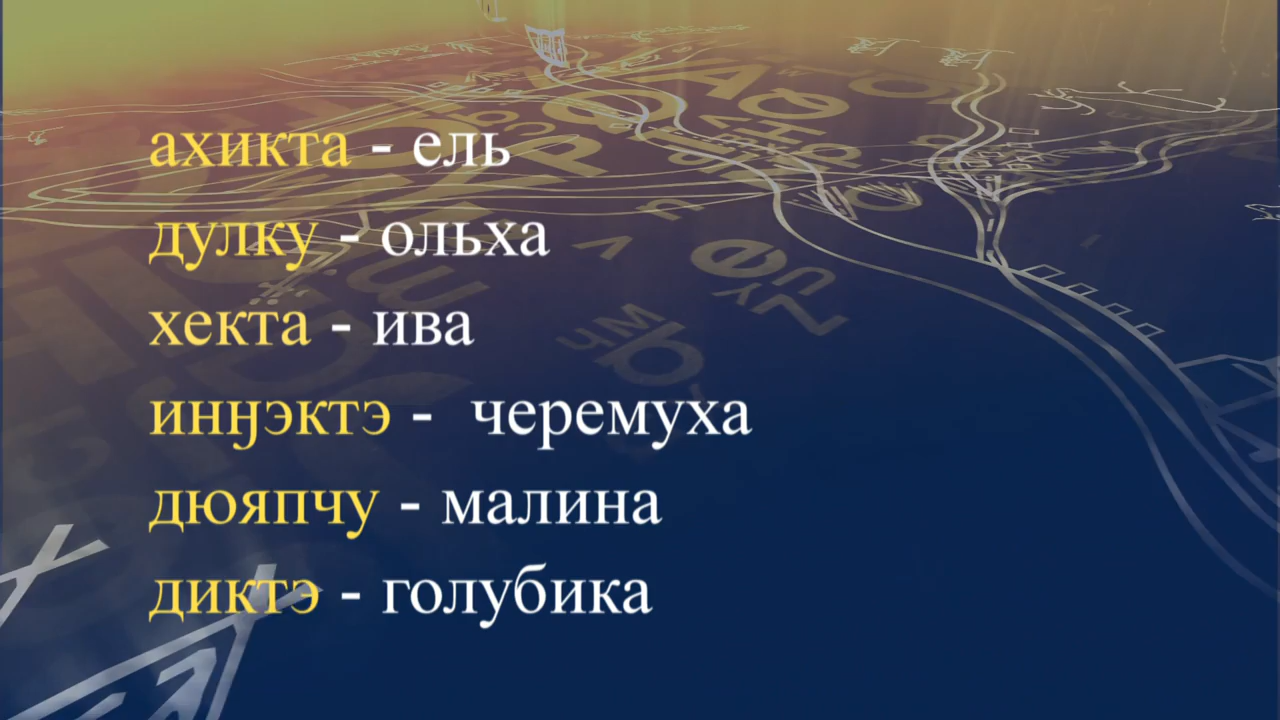 ахикта - ель
дулку - ольха
хекта - ива
инӈэктэ - черемуха
дюяпчу - малина
диктэ - голубика